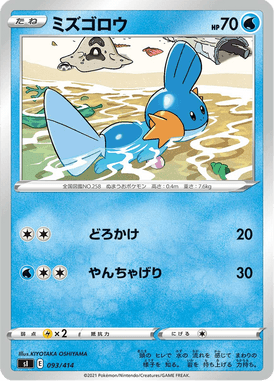 たね ミズゴロウ HP70
全国図鑑NO.258 ぬまうおポケモン 高さ:0.4m 重さ:7.6kg
どろかけ 20
やんちゃげり 30
弱点 ×2 抵抗力 にげる
Illus. KIYOTAKA OSHIYAMA
sI E 093/414
頭の ヒレで 水の 流れを 感じとり まわりの
様子を 知る。 岩を 持ち上げる 力持ち。
©2021 Pokémon/Nintendo/Creatures/GAME FREAK.